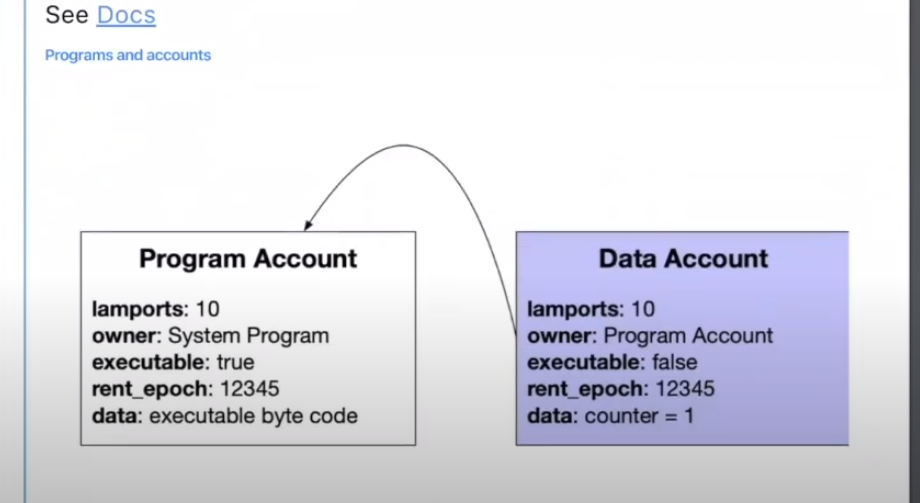 See Docs
Programs and accounts
Program Account
lamports: 10
owner: System Program
executable: true
rent_epoch: 12345
data: executable byte code
Data Account
lamports: 10
owner: Program Account
executable: false
rent_epoch: 12345
data: counter = 1